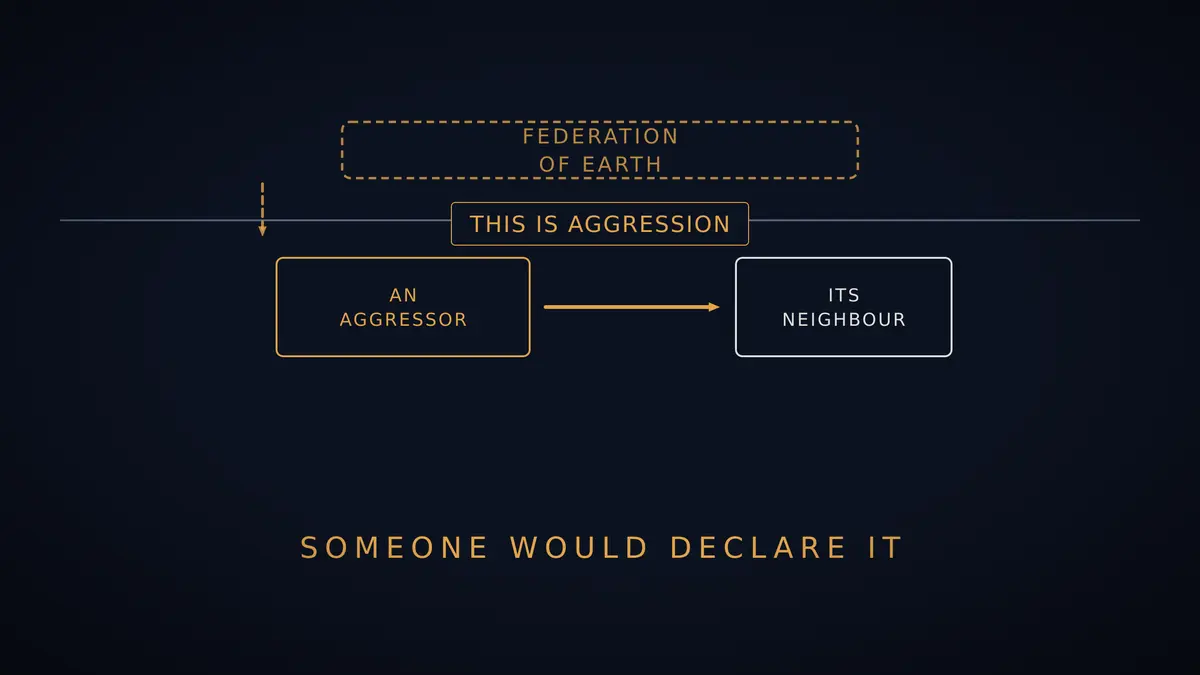 FEDERATION
OF EARTH
THIS IS AGGRESSION
AN
AGGRESSOR
ITS
NEIGHBOUR
SOMEONE WOULD DECLARE IT